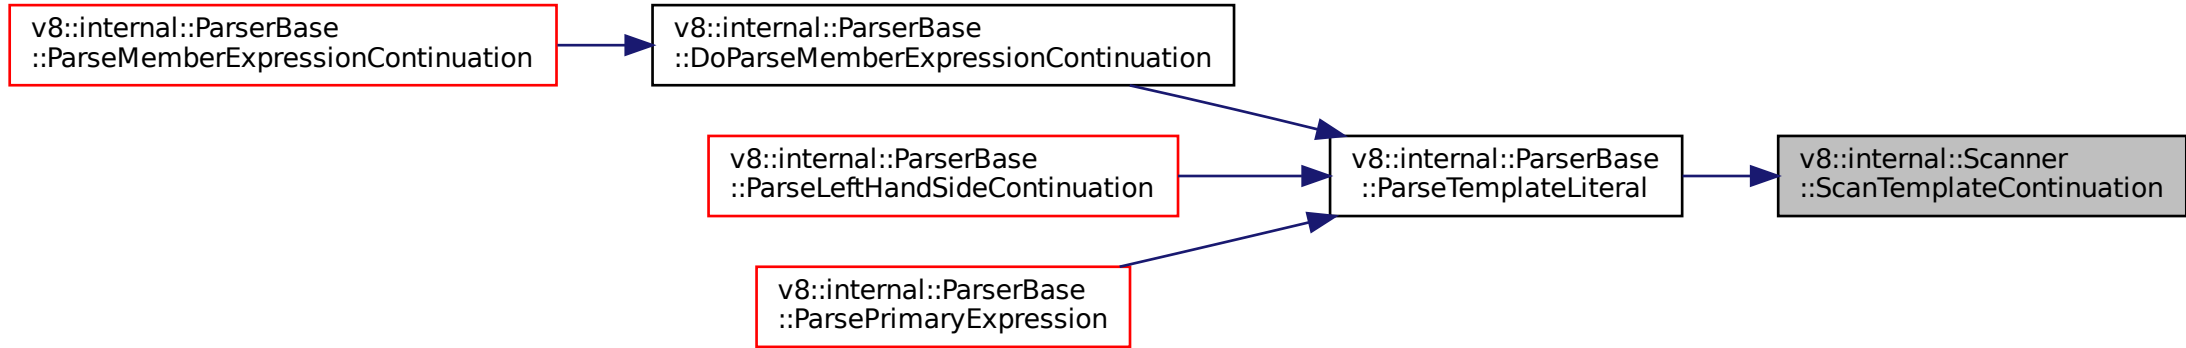 v8::internal::ParserBase
::ParseMemberExpressionContinuation
v8::internal::ParserBase
::DoParseMemberExpressionContinuation
v8::internal::ParserBase
::ParseLeftHandSideContinuation
v8::internal::ParserBase
::ParsePrimaryExpression
v8::internal::ParserBase
::ParseTemplateLiteral
v8::internal::Scanner
::ScanTemplateContinuation